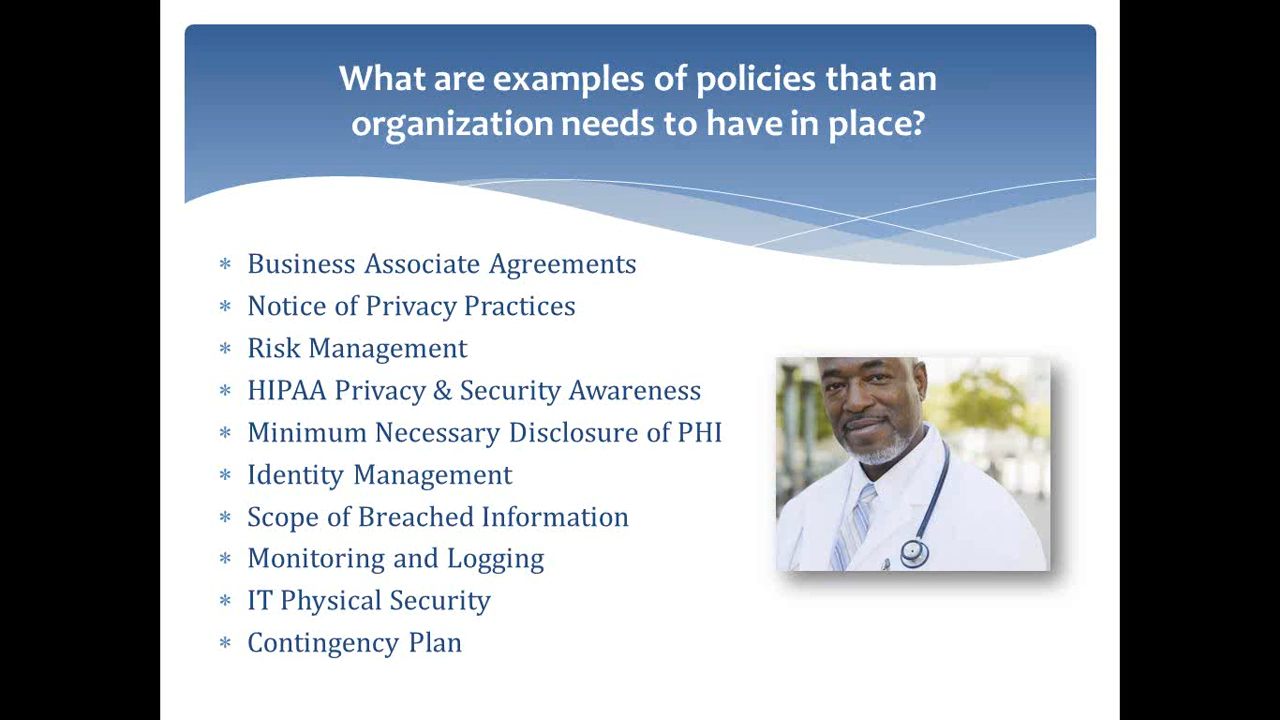 What are examples of policies that an
organization needs to have in place?
* Business Associate Agreements
* Notice of Privacy Practices
* Risk Management
* HIPAA Privacy & Security Awareness
* Minimum Necessary Disclosure of PHI
* Identity Management
* Scope of Breached Information
* Monitoring and Logging
* IT Physical Security
* Contingency Plan